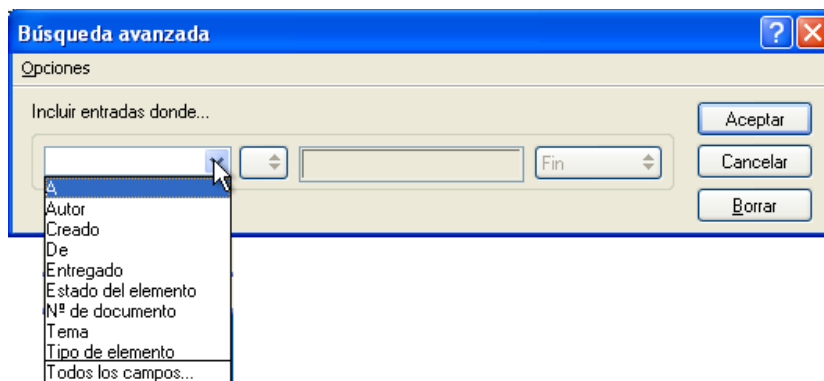 Búsqueda avanzada
Opciones
Incluir entradas donde...
Aceptar
Fin
Cancelar
A
Autor
Borrar
Creado
De
Entregado
Estado del elemento
Nª de documento
Tema
Tipo de elemento
Todos los campos...